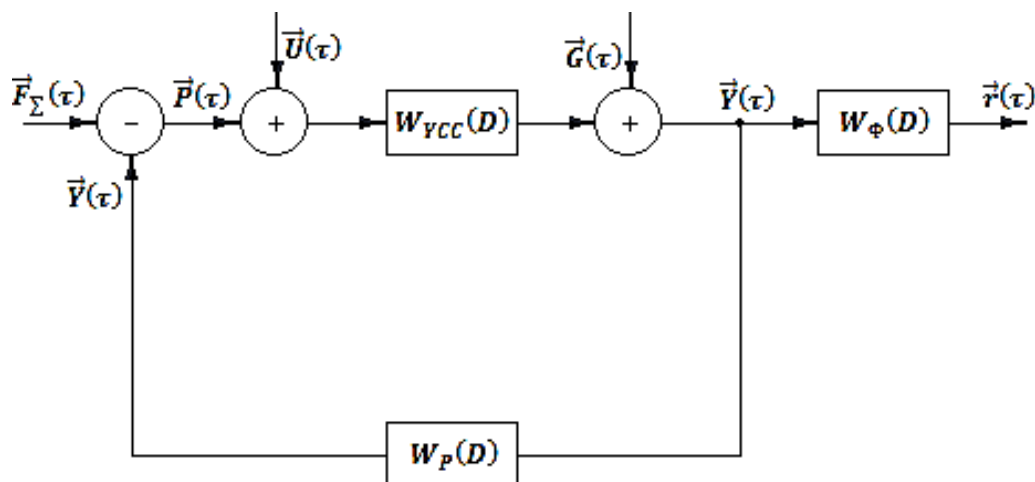 U⃗(τ)
G⃗(τ)
F⃗_Σ(τ)
-
P⃗(τ)
+
W_YCC(D)
+
Y⃗(τ)
W_Φ(D)
r⃗(τ)
Y⃗(τ)
W_P(D)